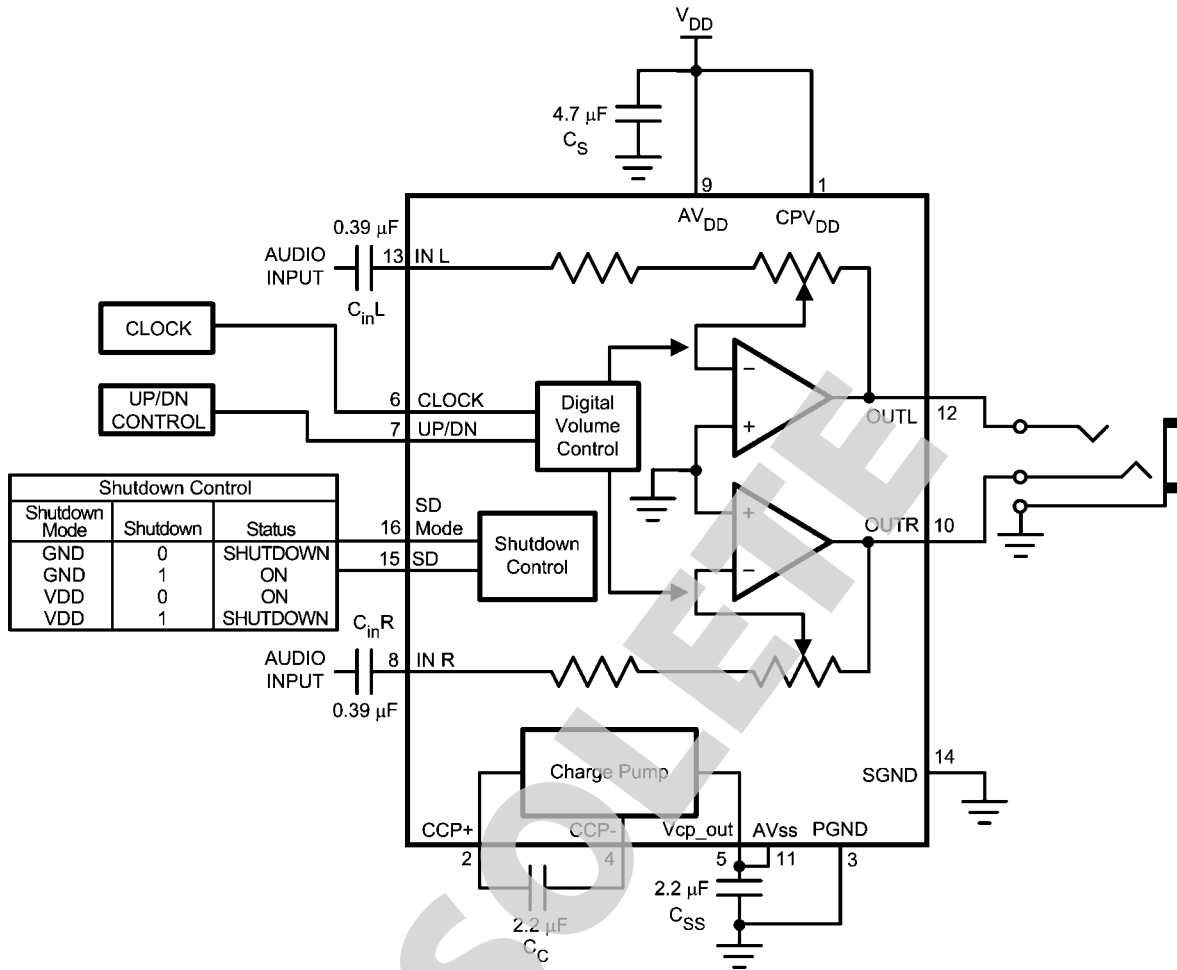 V_DD
4.7 µF
C_S
9
1
AV_DD
CPV_DD
0.39 µF
AUDIO INPUT
13
IN L
C_inL
CLOCK
UP/DN CONTROL
6
CLOCK
7
UP/DN
Digital Volume Control
−
+
OUTL
12
+
−
OUTR
10
Shutdown Control
Shutdown Mode Shutdown Status
GND 0 SHUTDOWN
GND 1 ON
VDD 0 ON
VDD 1 SHUTDOWN
16
SD Mode
15
SD
Shutdown Control
C_inR
AUDIO INPUT
8
IN R
0.39 µF
Charge Pump
SGND
14
CCP+
CCP-
Vcp_out
AVss
PGND
2
4
5
11
3
2.2 µF
C_C
2.2 µF
C_SS
SOLETE